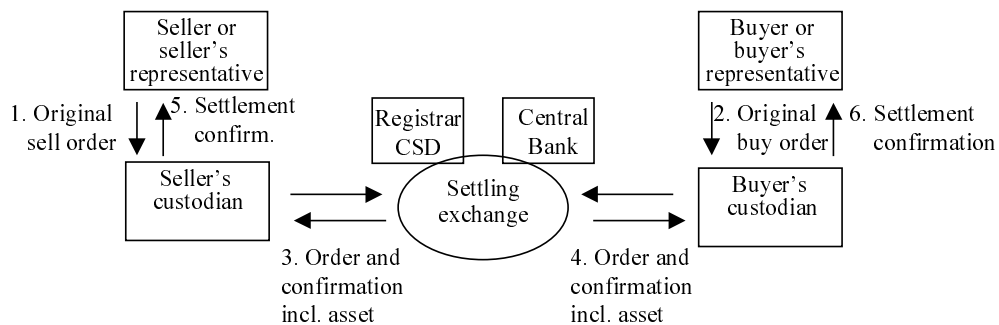 Seller or
seller's
representative
Buyer or
buyer's
representative
1. Original
sell order
5. Settlement
confirm.
Registrar
CSD
Central
Bank
2. Original
buy order
6. Settlement
confirmation
Seller's
custodian
Settling
exchange
Buyer's
custodian
3. Order and
confirmation
incl. asset
4. Order and
confirmation
incl. asset